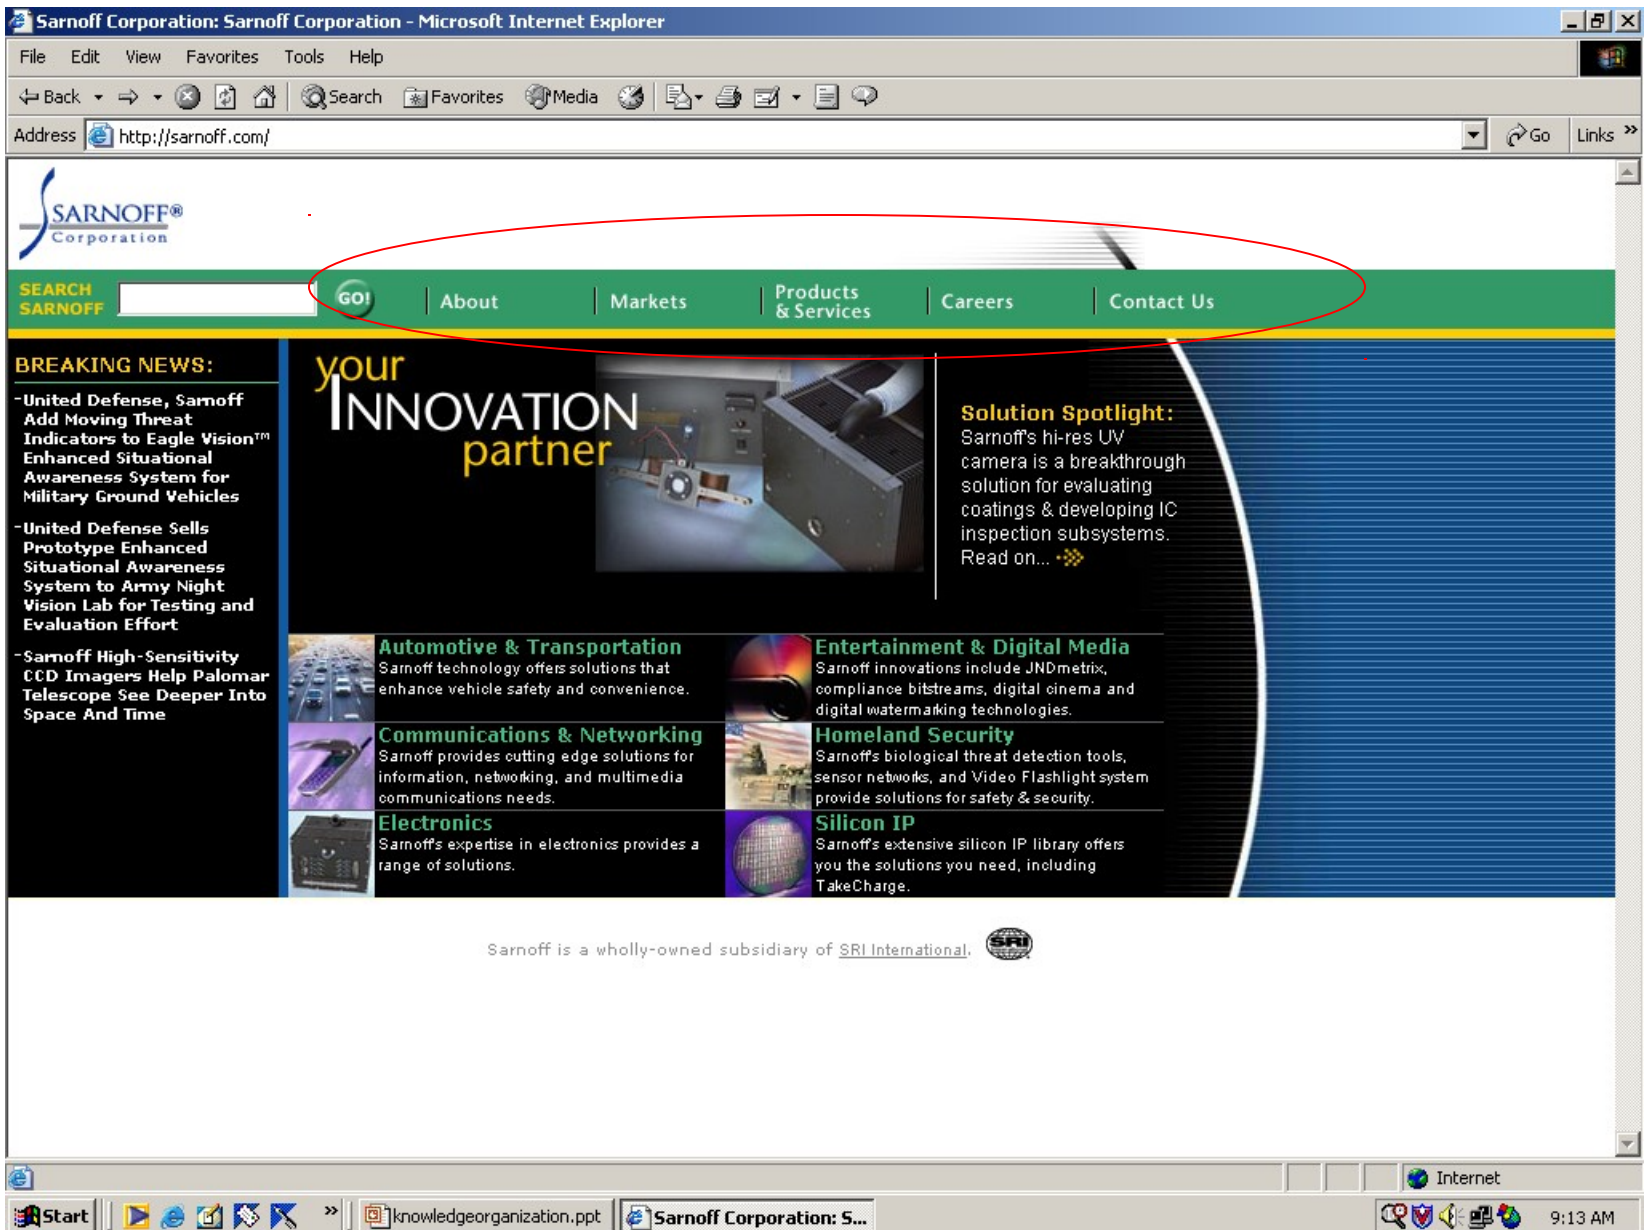 Sarnoff Corporation: Sarnoff Corporation - Microsoft Internet Explorer
File Edit View Favorites Tools Help
Back Search Favorites Media
Address http://sarnoff.com/ Go Links »
SARNOFF®
Corporation
SEARCH
SARNOFF
GO!
About
Markets
Products
& Services
Careers
Contact Us
BREAKING NEWS:
-United Defense, Sarnoff
Add Moving Threat
Indicators to Eagle Vision™
Enhanced Situational
Awareness System for
Military Ground Vehicles
-United Defense Sells
Prototype Enhanced
Situational Awareness
System to Army Night
Vision Lab for Testing and
Evaluation Effort
-Sarnoff High-Sensitivity
CCD Imagers Help Palomar
Telescope See Deeper Into
Space And Time
your
INNOVATION
partner
Solution Spotlight:
Sarnoff's hi-res UV
camera is a breakthrough
solution for evaluating
coatings & developing IC
inspection subsystems.
Read on...
Automotive & Transportation
Sarnoff technology offers solutions that
enhance vehicle safety and convenience.
Entertainment & Digital Media
Sarnoff innovations include JNDmetrix,
compliance bitstreams, digital cinema and
digital watermarking technologies.
Communications & Networking
Sarnoff provides cutting edge solutions for
information, networking, and multimedia
communications needs.
Homeland Security
Sarnoff's biological threat detection tools,
sensor networks, and Video Flashlight system
provide solutions for safety & security.
Electronics
Sarnoff's expertise in electronics provides a
range of solutions.
Silicon IP
Sarnoff's extensive silicon IP library offers
you the solutions you need, including
TakeCharge.
Sarnoff is a wholly-owned subsidiary of SRI International. SRI
Internet
Start » knowledgeorganization.ppt Sarnoff Corporation: S... 9:13 AM